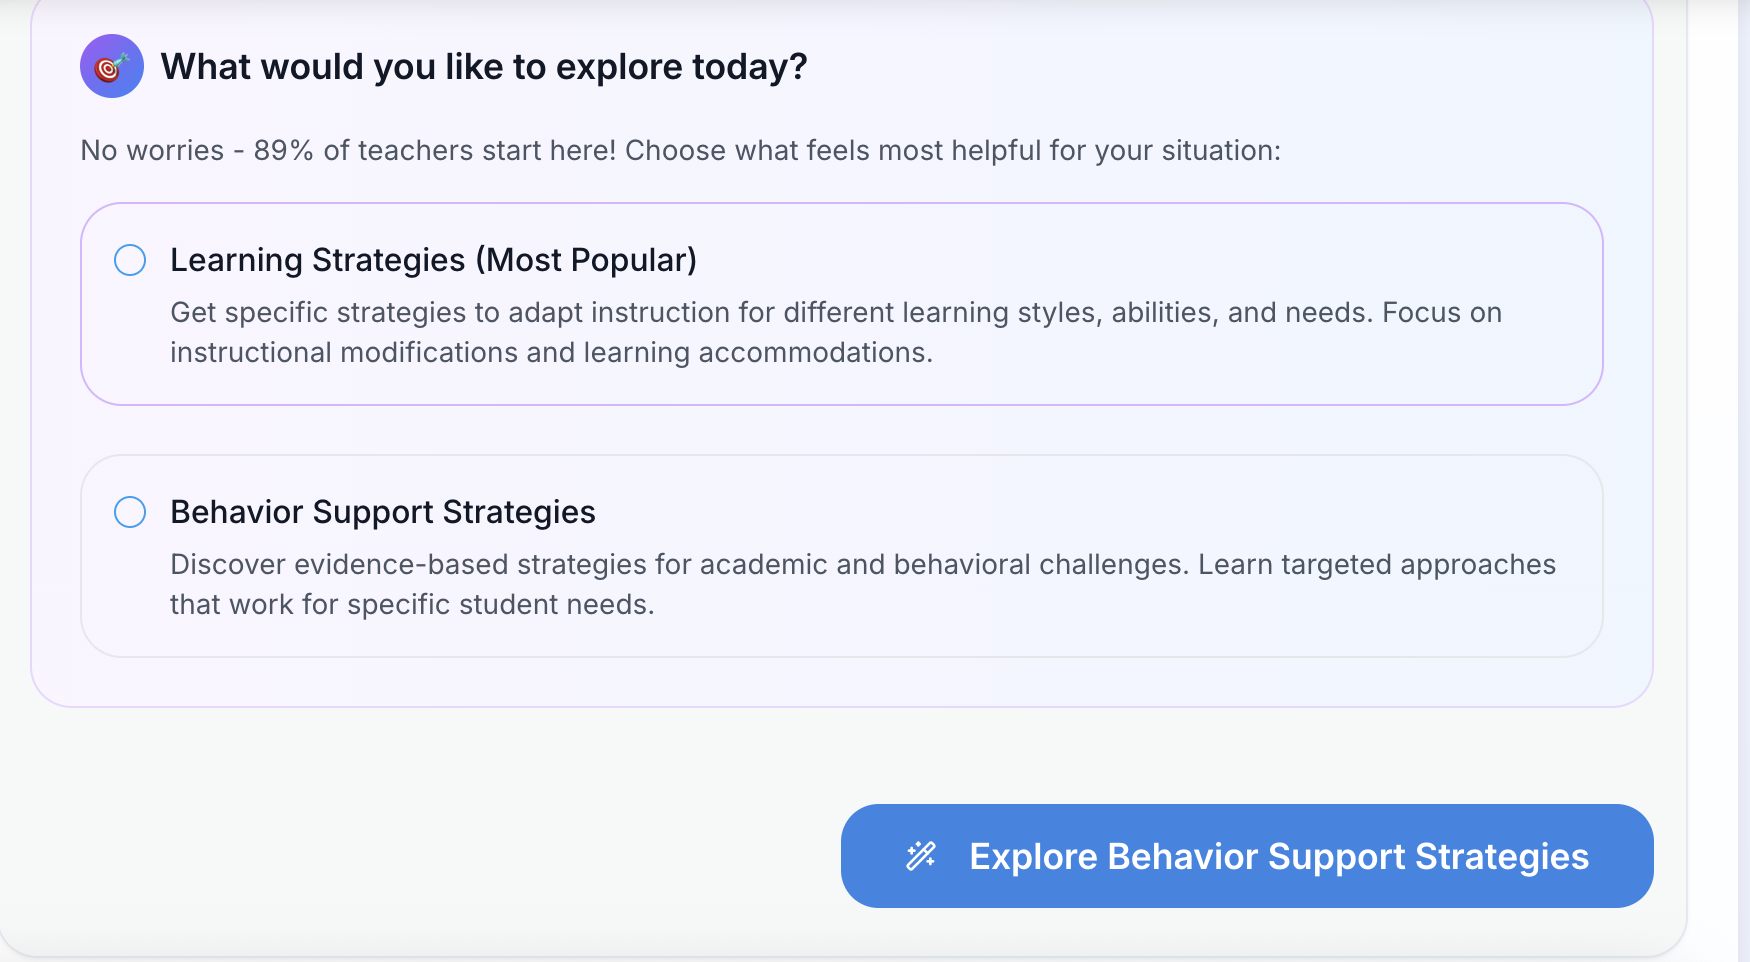 What would you like to explore today?
No worries - 89% of teachers start here! Choose what feels most helpful for your situation:
Learning Strategies (Most Popular)
Get specific strategies to adapt instruction for different learning styles, abilities, and needs. Focus on
instructional modifications and learning accommodations.
Behavior Support Strategies
Discover evidence-based strategies for academic and behavioral challenges. Learn targeted approaches
that work for specific student needs.
Explore Behavior Support Strategies